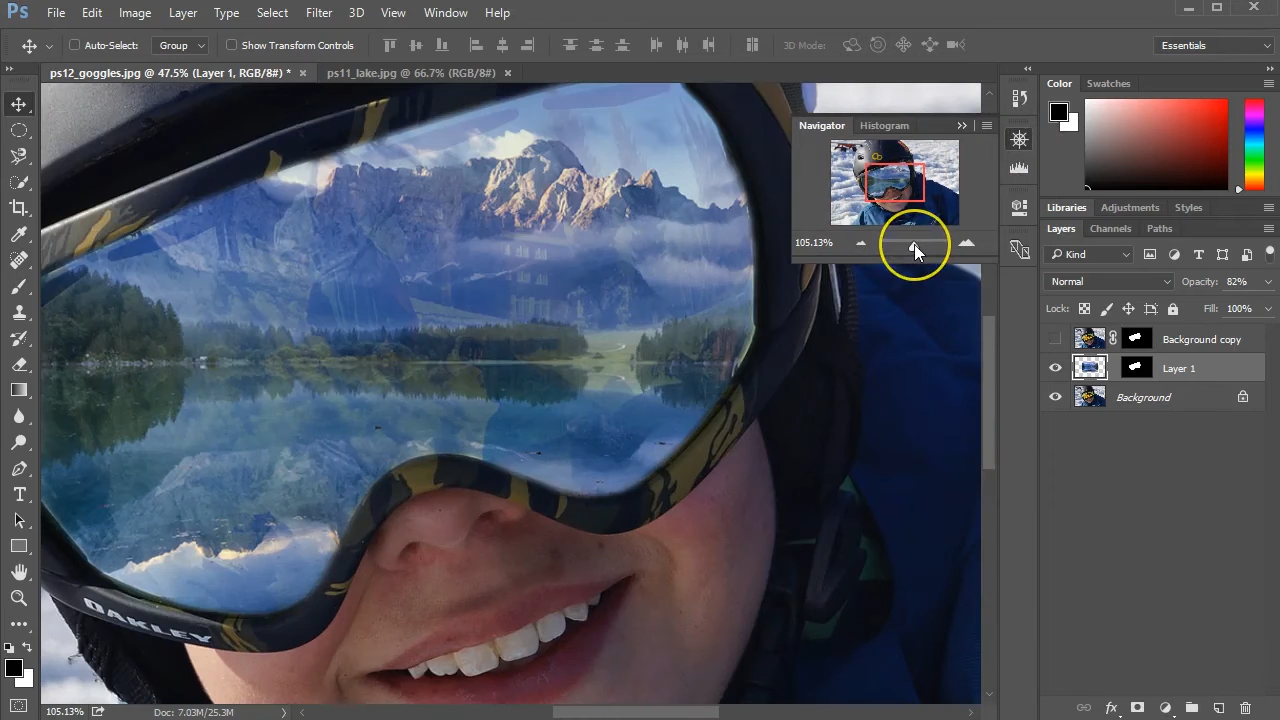 Ps File Edit Image Layer Type Select Filter 3D View Window Help
Auto-Select: Group Show Transform Controls 3D Mode: Essentials
ps12_goggles.jpg @ 47.5% (Layer 1, RGB/8#) * × ps11_lake.jpg @ 66.7% (RGB/8#) ×
Color Swatches
Navigator Histogram
105.13%
Libraries Adjustments Styles
Layers Channels Paths
Kind
Normal Opacity: 82%
Lock: Fill: 100%
Background copy
Layer 1
Background
OAKLEY
105.13% Doc: 7.03M/25.3M